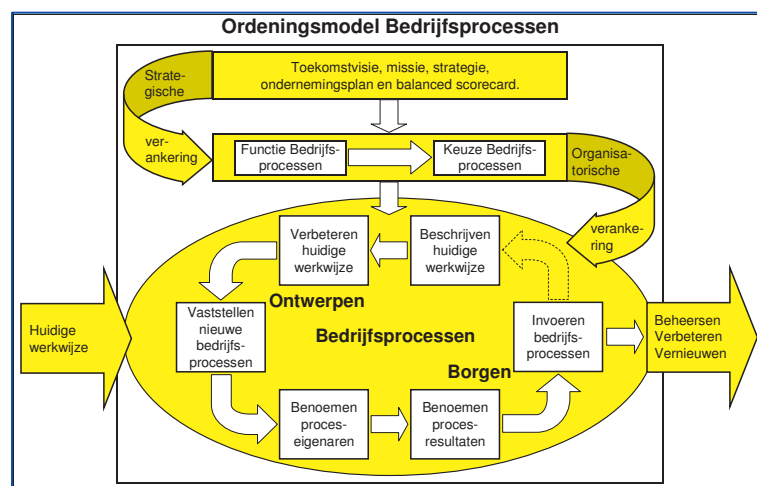 Ordeningsmodel Bedrijfsprocessen
Strate-
gische
Toekomstvisie, missie, strategie,
ondernemingsplan en balanced scorecard.
ver-
ankering
Functie Bedrijfs-
processen
Keuze Bedrijfs-
processen
Organisa-
torische
veranke-
ring
Verbeteren
huidige
werkwijze
Beschrijven
huidige
werkwijze
Ontwerpen
Huidige
werkwijze
Vaststellen
nieuwe
bedrijfs-
processen
Bedrijfsprocessen
Invoeren
bedrijfs-
processen
Beheersen
Verbeteren
Vernieuwen
Borgen
Benoemen
proces-
eigenaren
Benoemen
proces-
resultaten